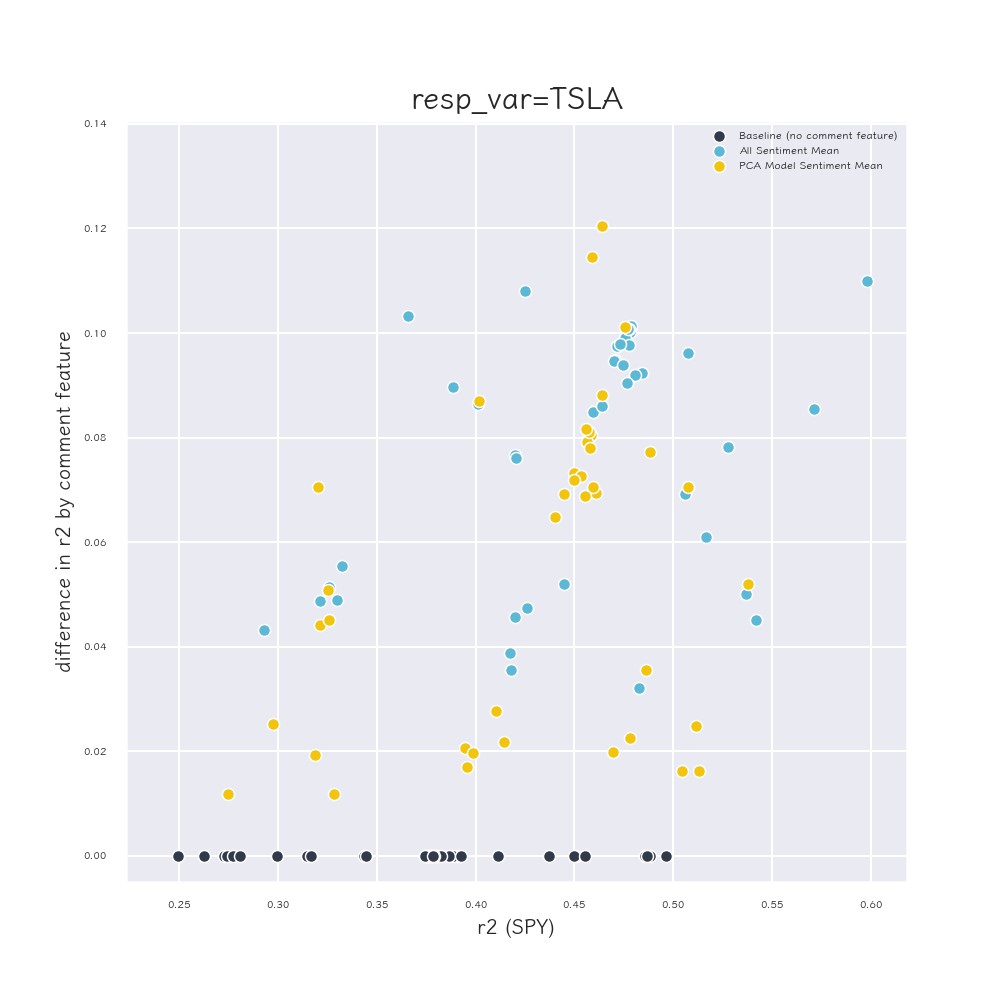 resp_var=TSLA
0.14
Baseline (no comment feature)
All Sentiment Mean
PCA Model Sentiment Mean
0.12
0.10
0.08
0.06
0.04
0.02
0.00
difference in r2 by comment feature
0.25 0.30 0.35 0.40 0.45 0.50 0.55 0.60
r2 (SPY)